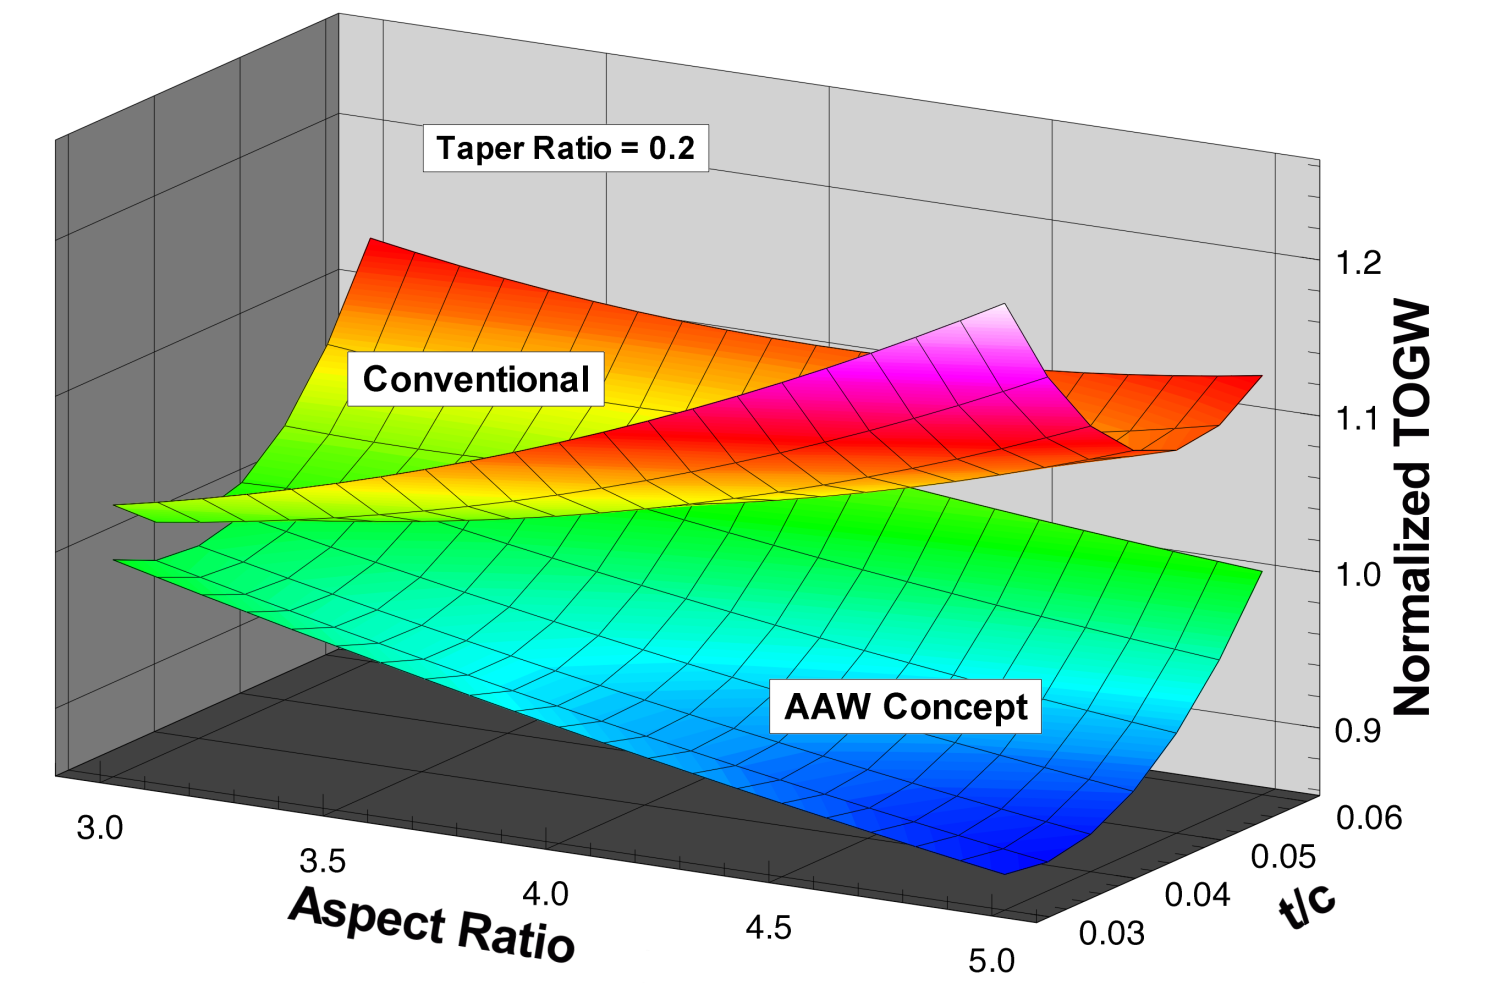 Taper Ratio = 0.2
Conventional
AAW Concept
1.2
1.1
1.0
0.9
Normalized TOGW
3.0
3.5
4.0
4.5
5.0
Aspect Ratio
0.03
0.04
0.05
0.06
t/c